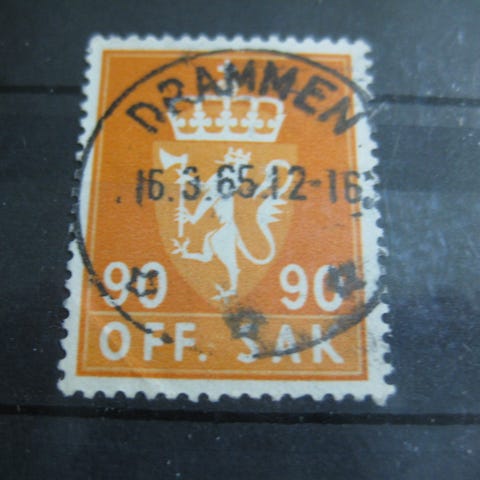 DRAMMEN
16.3.65.12-16
90 90
OFF. SAK